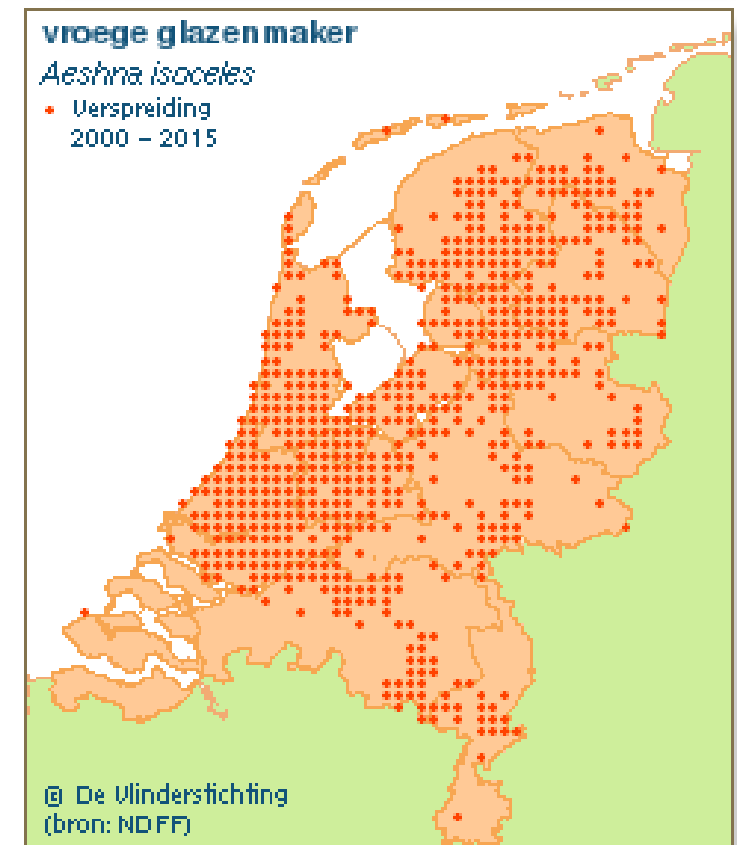 vroege glazenmaker
Aeshna isoceles
Verspreiding
2000 – 2015
© De Vlinderstichting
(bron: NDFF)